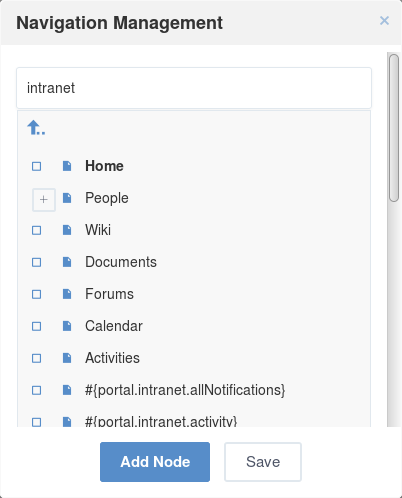 Navigation Management
×
intranet
Home
+ People
Wiki
Documents
Forums
Calendar
Activities
#{portal.intranet.allNotifications}
#{portal.intranet.activity}
Add Node Save